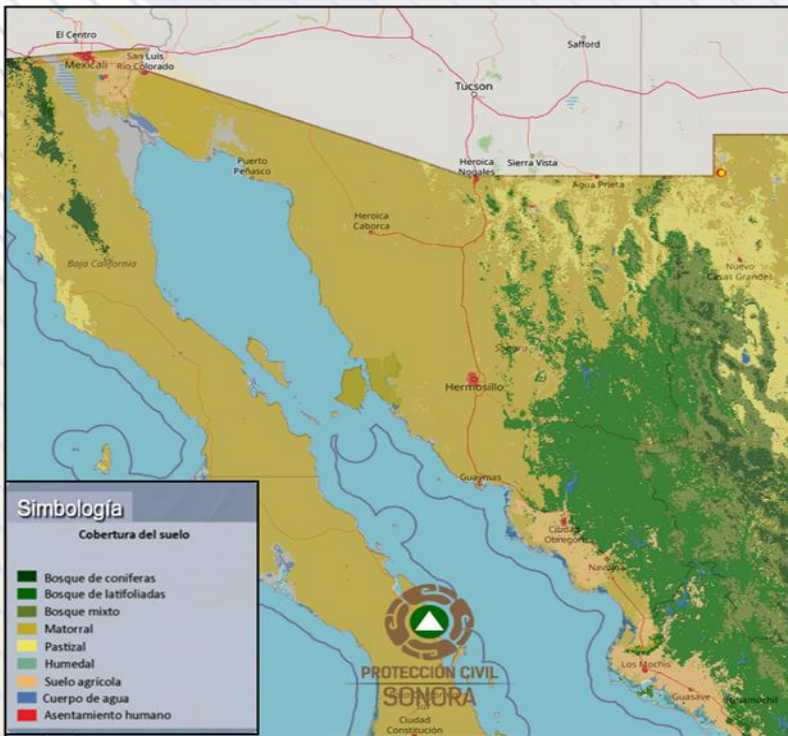 El Centro
Safford
Mexicali
San Luis
Río Colorado
Tucson
Puerto
Peñasco
Heroica
Nogales
Sierra Vista
Agua Prieta
Heroica
Caborca
Baja California
Nuevo
Casas Grandes
Sonora
Hermosillo
Guaymas
Ciudad
Obregón
Navojoa
Los Mochis
Guasave
Guamúchil
Ciudad
Constitución
Simbología
Cobertura del suelo
Bosque de coníferas
Bosque de latifoliadas
Bosque mixto
Matorral
Pastizal
Humedal
Suelo agrícola
Cuerpo de agua
Asentamiento humano
PROTECCIÓN CIVIL
SONORA